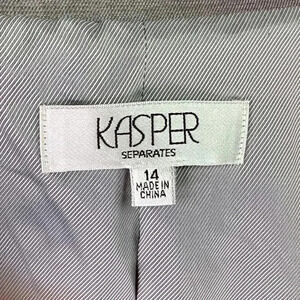 KASPER
SEPARATES
14
MADE IN
CHINA